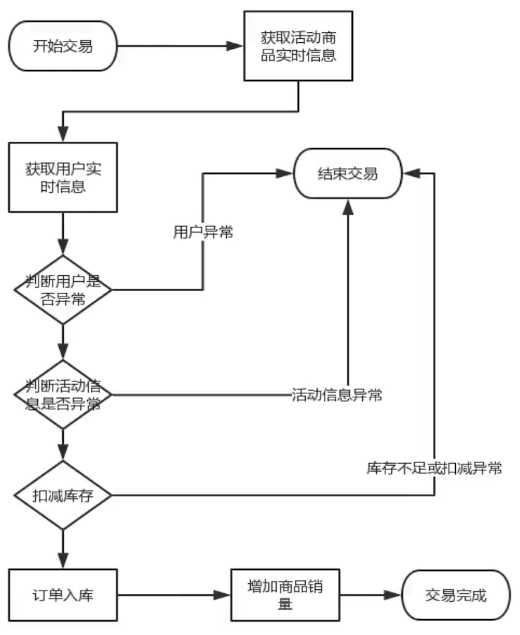 开始交易
获取活动商
品实时信息
获取用户实
时信息
结束交易
用户异常
判断用户是
否异常
判断活动信
息是否异常
活动信息异常
库存不足或扣减异常
扣减库存
订单入库
增加商品销
量
交易完成